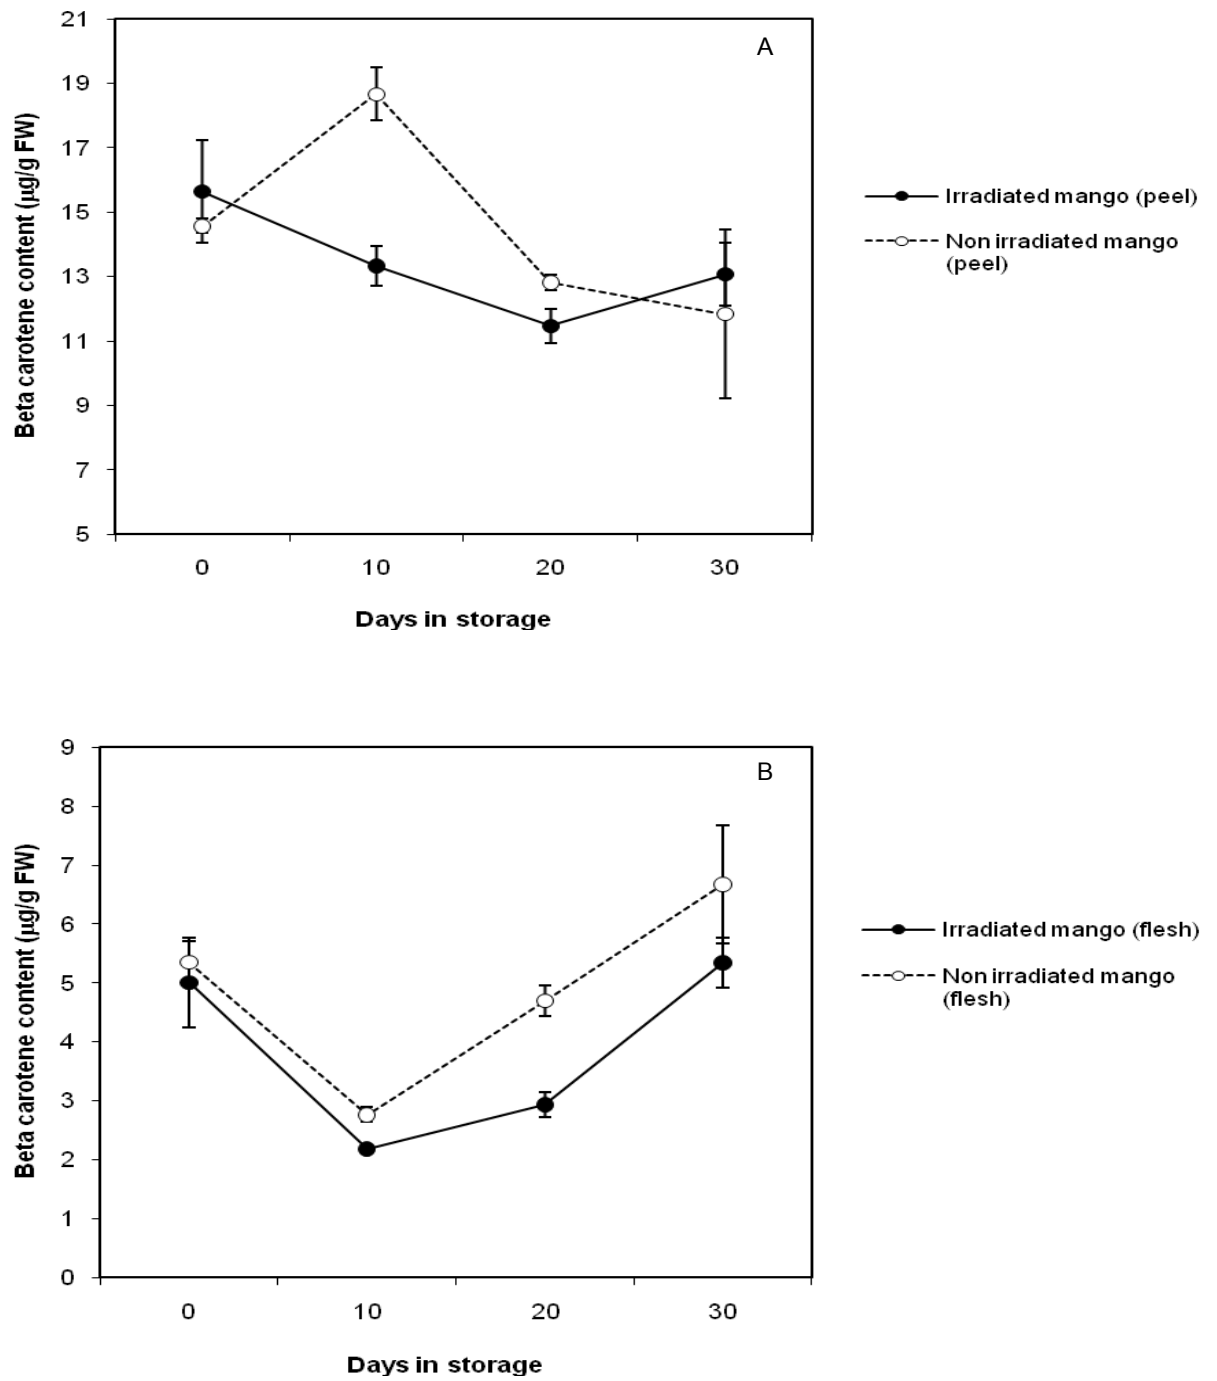 A
21
19
17
15
13
11
9
7
5
Beta carotene content (µg/g FW)
0 10 20 30
Days in storage
Irradiated mango (peel)
Non irradiated mango
(peel)
B
9
8
7
6
5
4
3
2
1
0
Beta carotene content (µg/g FW)
0 10 20 30
Days in storage
Irradiated mango (flesh)
Non irradiated mango
(flesh)